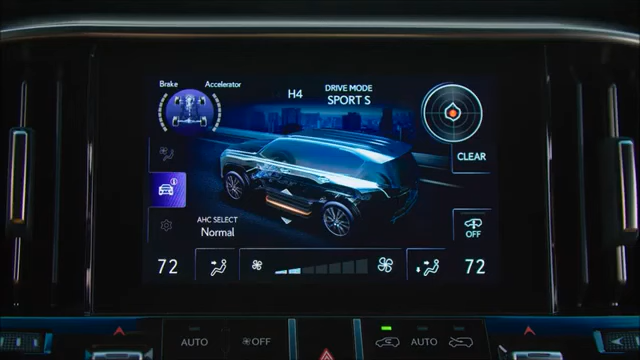 Brake
Accelerator
H4
DRIVE MODE
SPORT S
CLEAR
AHC SELECT
Normal
OFF
72
72
AUTO
OFF
AUTO